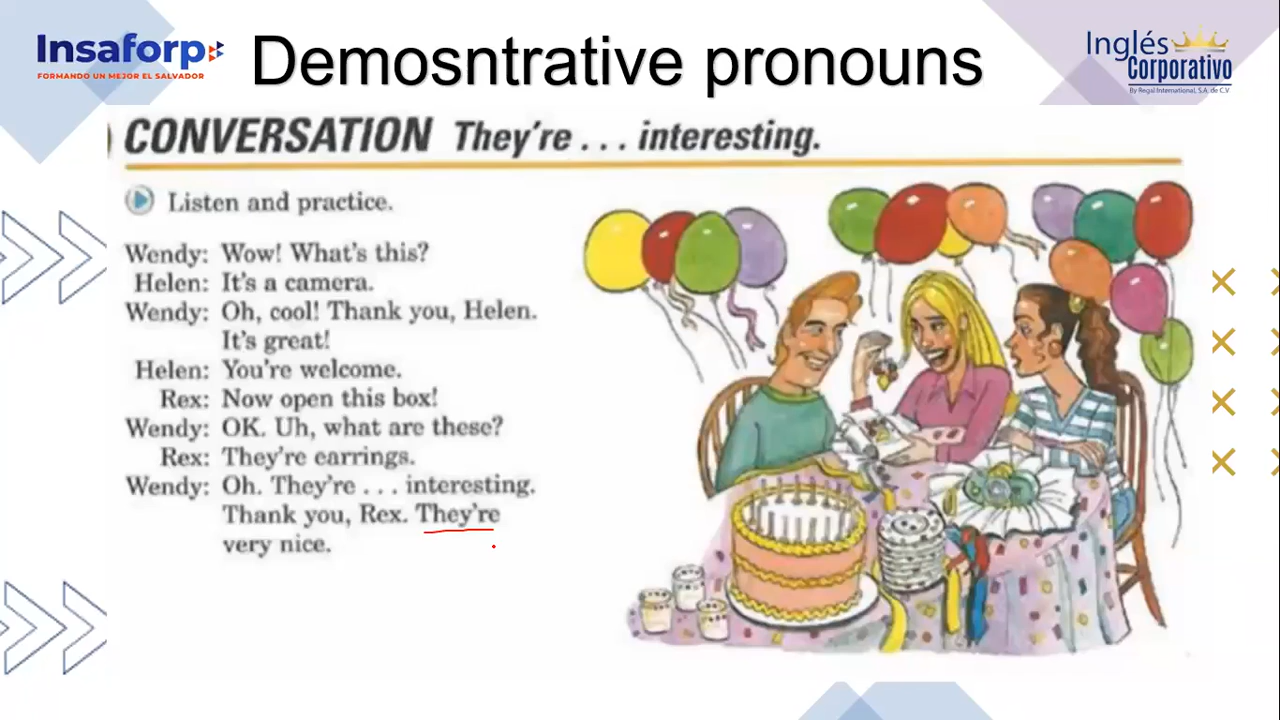 Insaforp
FORMANDO UN MEJOR EL SALVADOR
Demosntrative pronouns
Inglés
Corporativo
By Regal International, S.A. de C.V
CONVERSATION They're . . . interesting.
Listen and practice.
Wendy: Wow! What's this?
Helen: It's a camera.
Wendy: Oh, cool! Thank you, Helen.
It's great!
Helen: You're welcome.
Rex: Now open this box!
Wendy: OK. Uh, what are these?
Rex: They're earrings.
Wendy: Oh. They're . . . interesting.
Thank you, Rex. They're
very nice.